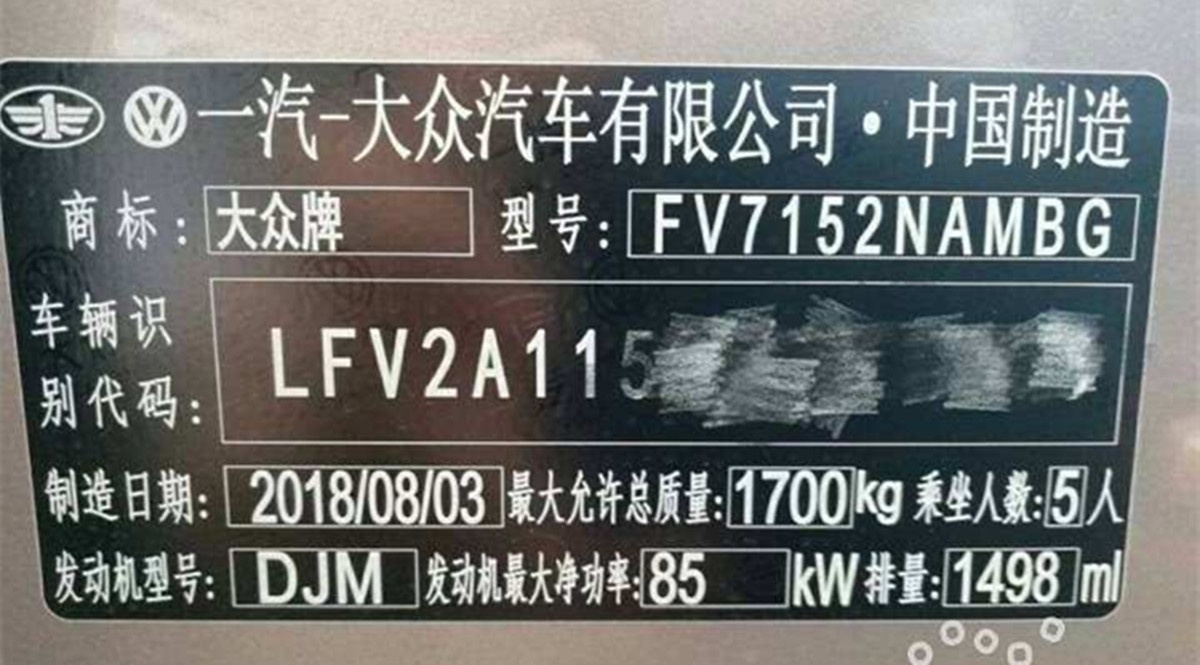 一汽-大众汽车有限公司·中国制造
商标: 大众牌 型号: FV7152NAMBG
车辆识
别代码: LFV2A115
制造日期: 2018/08/03 最大允许总质量: 1700kg 乘坐人数: 5人
发动机型号: DJM 发动机最大净功率: 85 kW 排量: 1498 ml